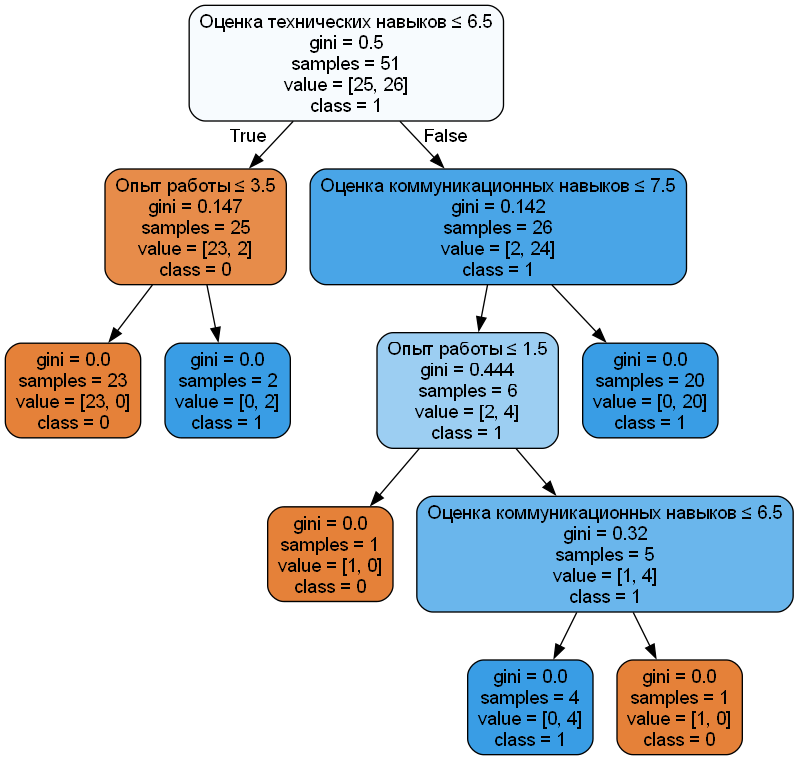 Оценка технических навыков ≤ 6.5
gini = 0.5
samples = 51
value = [25, 26]
class = 1
True
False
Опыт работы ≤ 3.5
gini = 0.147
samples = 25
value = [23, 2]
class = 0
Оценка коммуникационных навыков ≤ 7.5
gini = 0.142
samples = 26
value = [2, 24]
class = 1
gini = 0.0
samples = 23
value = [23, 0]
class = 0
gini = 0.0
samples = 2
value = [0, 2]
class = 1
Опыт работы ≤ 1.5
gini = 0.444
samples = 6
value = [2, 4]
class = 1
gini = 0.0
samples = 20
value = [0, 20]
class = 1
gini = 0.0
samples = 1
value = [1, 0]
class = 0
Оценка коммуникационных навыков ≤ 6.5
gini = 0.32
samples = 5
value = [1, 4]
class = 1
gini = 0.0
samples = 4
value = [0, 4]
class = 1
gini = 0.0
samples = 1
value = [1, 0]
class = 0